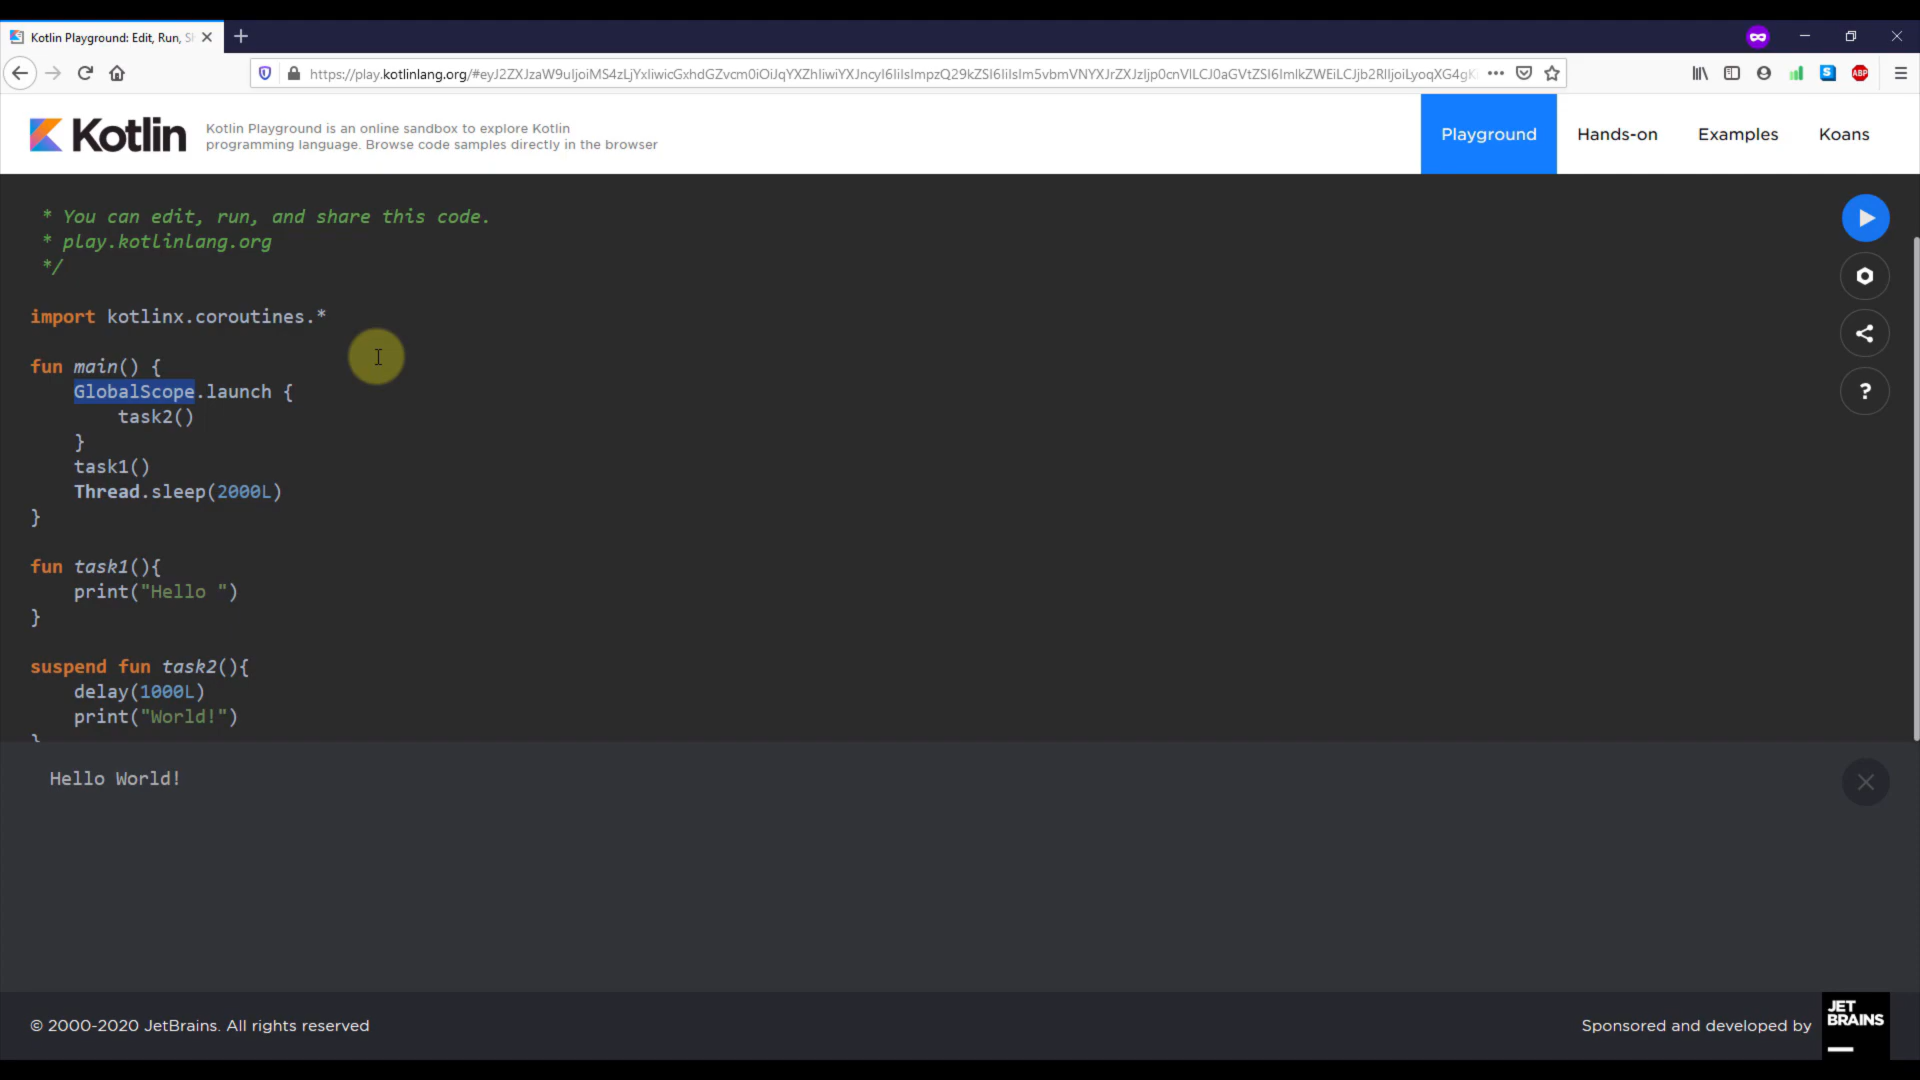 Kotlin Playground: Edit, Run, Sh
https://play.kotlinlang.org/#
Kotlin
Kotlin Playground is an online sandbox to explore Kotlin
programming language. Browse code samples directly in the browser
Playground
Hands-on
Examples
Koans
* You can edit, run, and share this code.
* play.kotlinlang.org
*/
import kotlinx.coroutines.*
fun main() {
GlobalScope.launch {
task2()
}
task1()
Thread.sleep(2000L)
}
fun task1(){
print("Hello ")
}
suspend fun task2(){
delay(1000L)
print("World!")
}
Hello World!
© 2000-2020 JetBrains. All rights reserved
Sponsored and developed by
JET
BRAINS
S
ABP
?